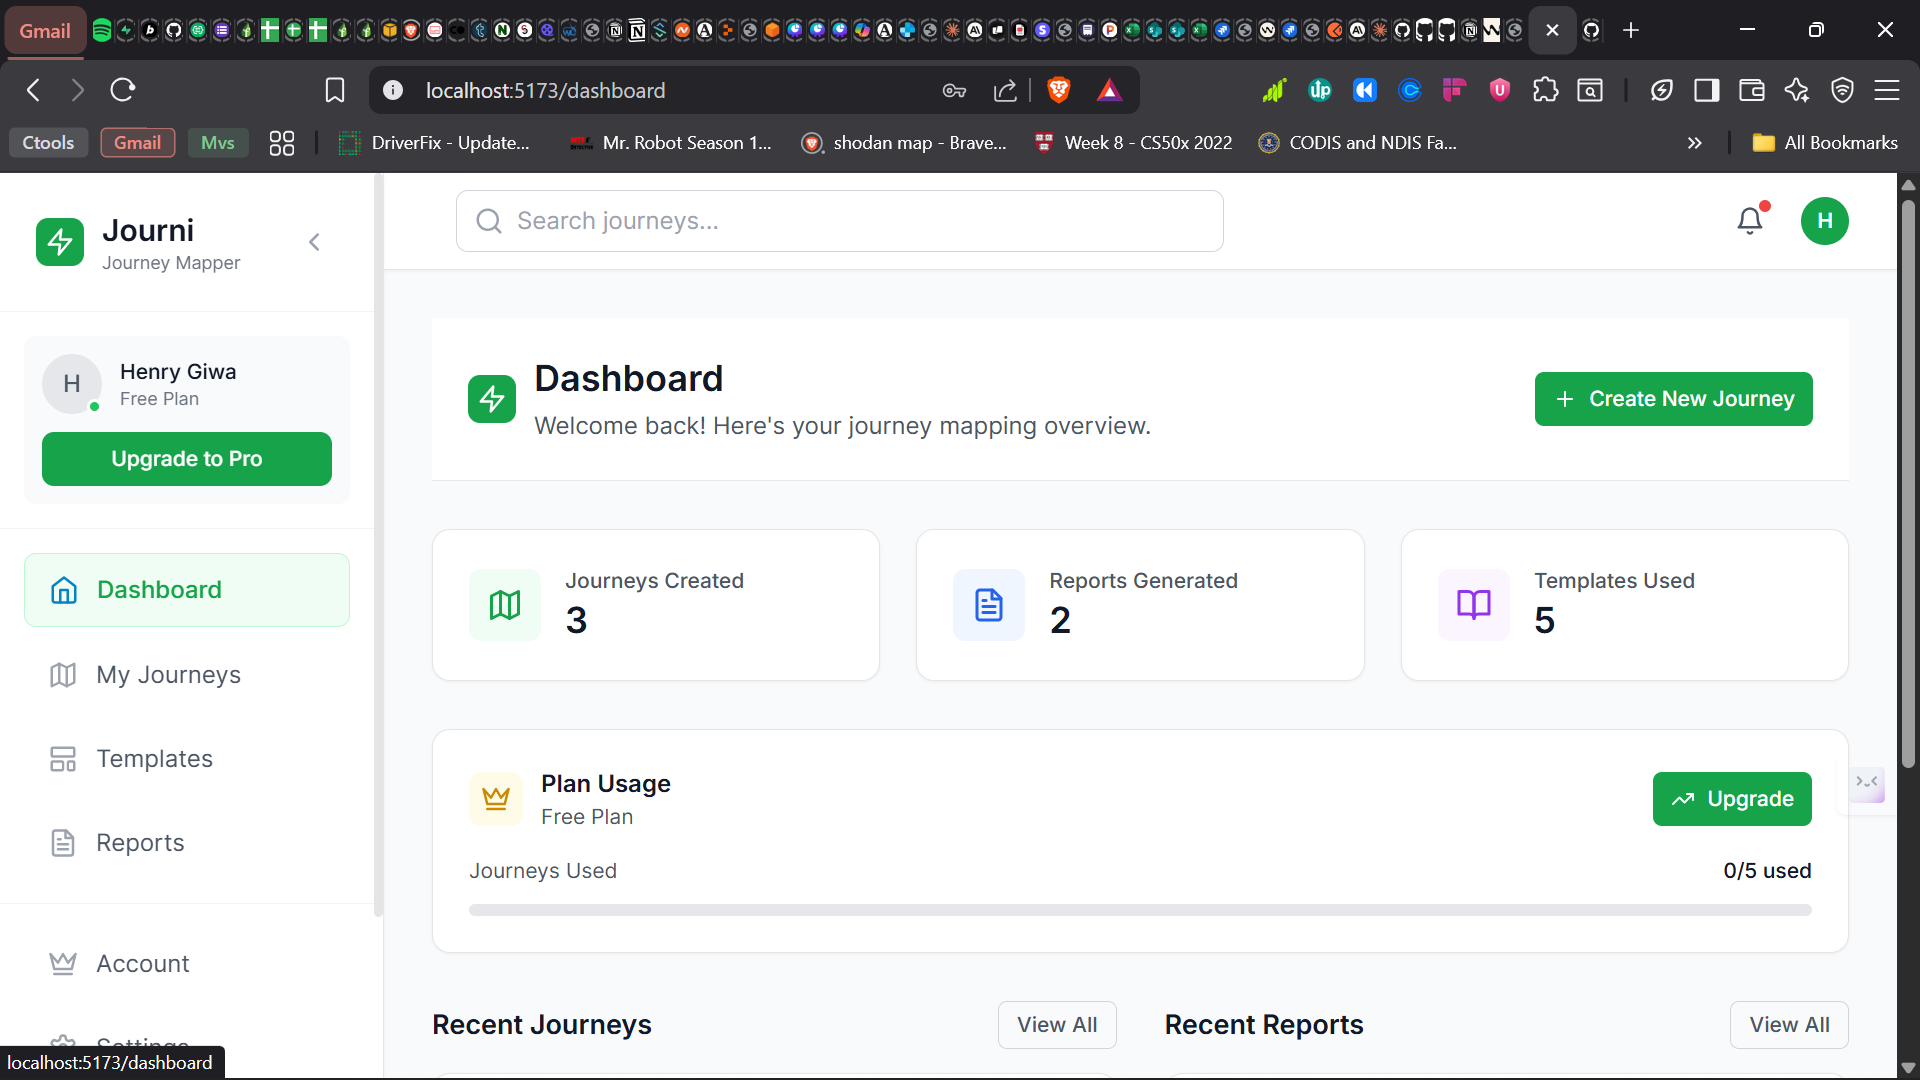 Gmail
localhost:5173/dashboard
Ctools
Gmail
Mvs
DriverFix - Update...
Mr. Robot Season 1...
shodan map - Brave...
Week 8 - CS50x 2022
CODIS and NDIS Fa...
All Bookmarks
Journi
Journey Mapper
Search journeys...
H
H
Henry Giwa
Free Plan
Upgrade to Pro
Dashboard
Welcome back! Here's your journey mapping overview.
Create New Journey
Dashboard
My Journeys
Templates
Reports
Account
Settings
Journeys Created
3
Reports Generated
2
Templates Used
5
Plan Usage
Free Plan
Upgrade
Journeys Used
0/5 used
Recent Journeys
View All
Recent Reports
View All
localhost:5173/dashboard